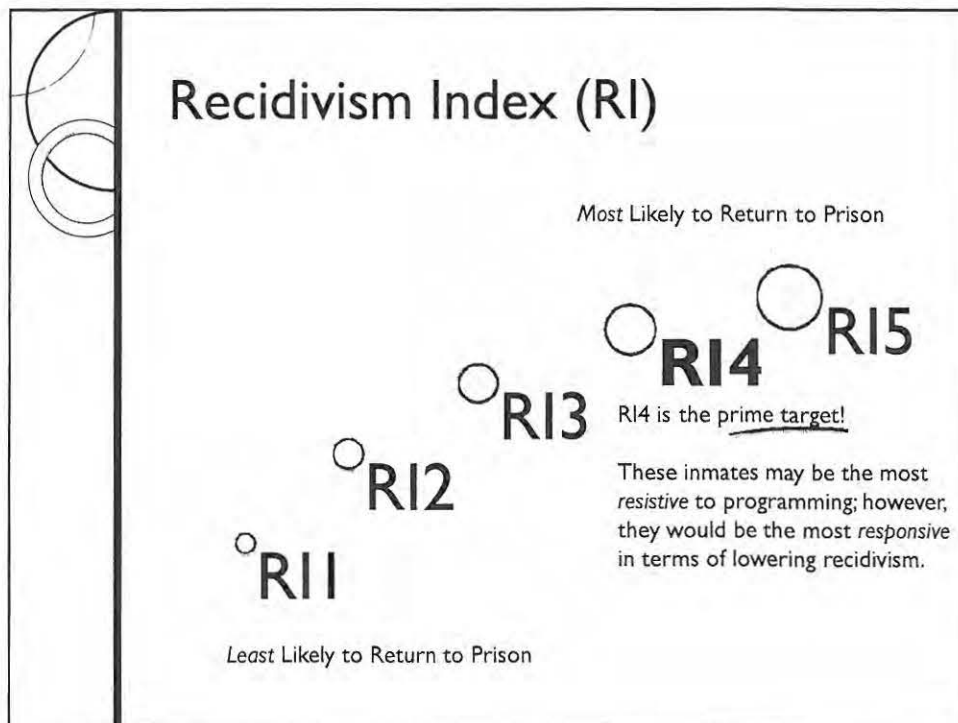 Recidivism Index (RI)
Most Likely to Return to Prison
RI5
RI4
RI4 is the prime target!
These inmates may be the most
resistive to programming; however,
they would be the most responsive
in terms of lowering recidivism.
RI3
RI2
RI1
Least Likely to Return to Prison